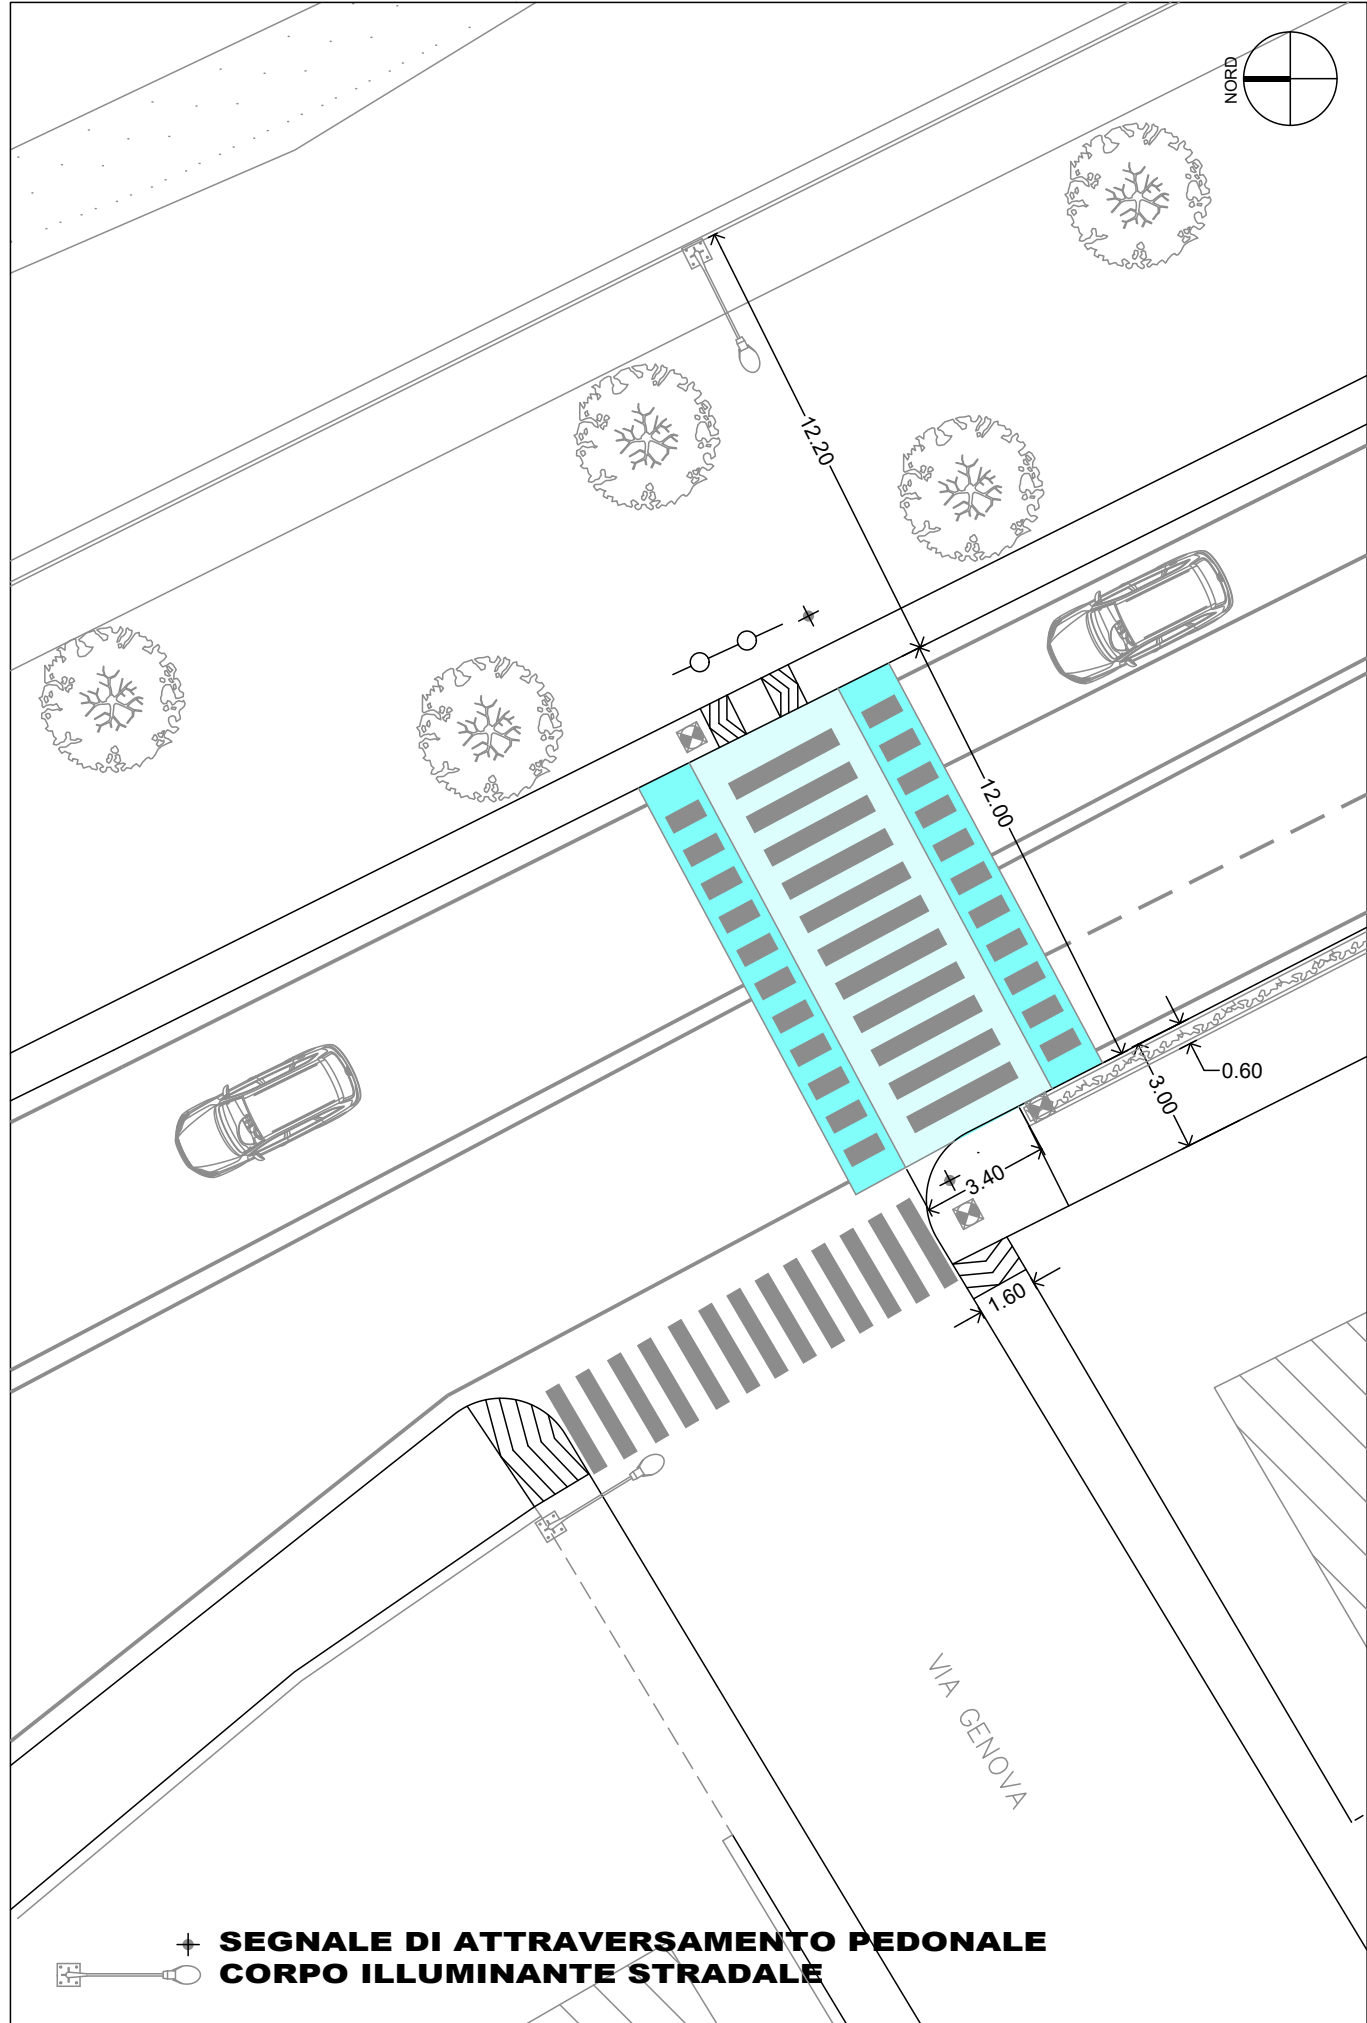 NORD
12.20
12.00
0.60
3.00
3.40
1.60
VIA GENOVA
SEGNALE DI ATTRAVERSAMENTO PEDONALE
CORPO ILLUMINANTE STRADALE